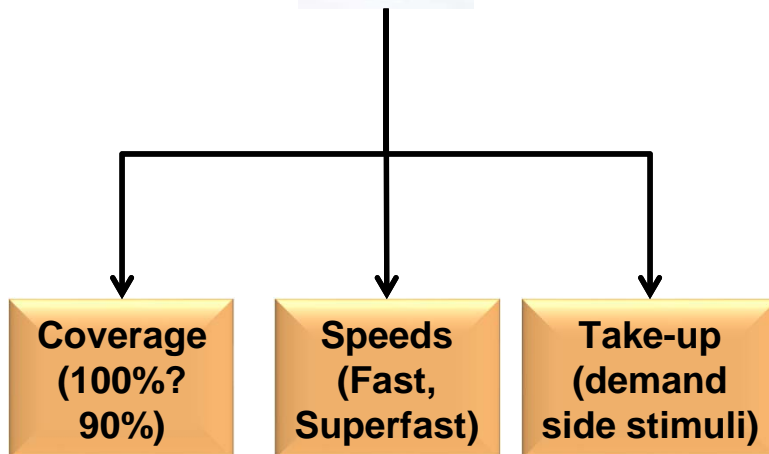 Coverage
(100%?
90%)
Speeds
(Fast,
Superfast)
Take-up
(demand
side stimuli)